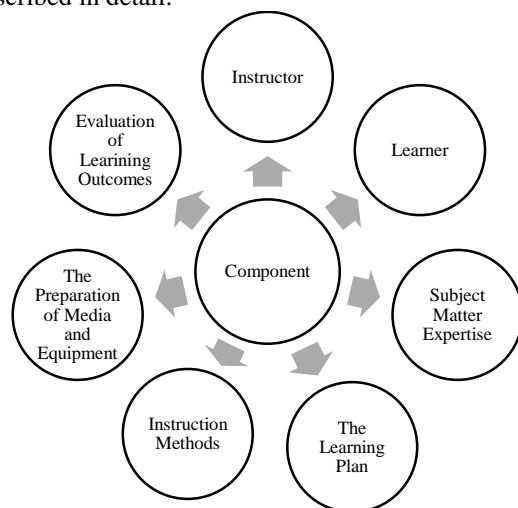 scribed in detail.
Instructor
Evaluation
of
Learining
Outcomes
Learner
Component
The
Preparation
of Media
and
Equipment
Subject
Matter
Expertise
Instruction
Methods
The
Learning
Plan